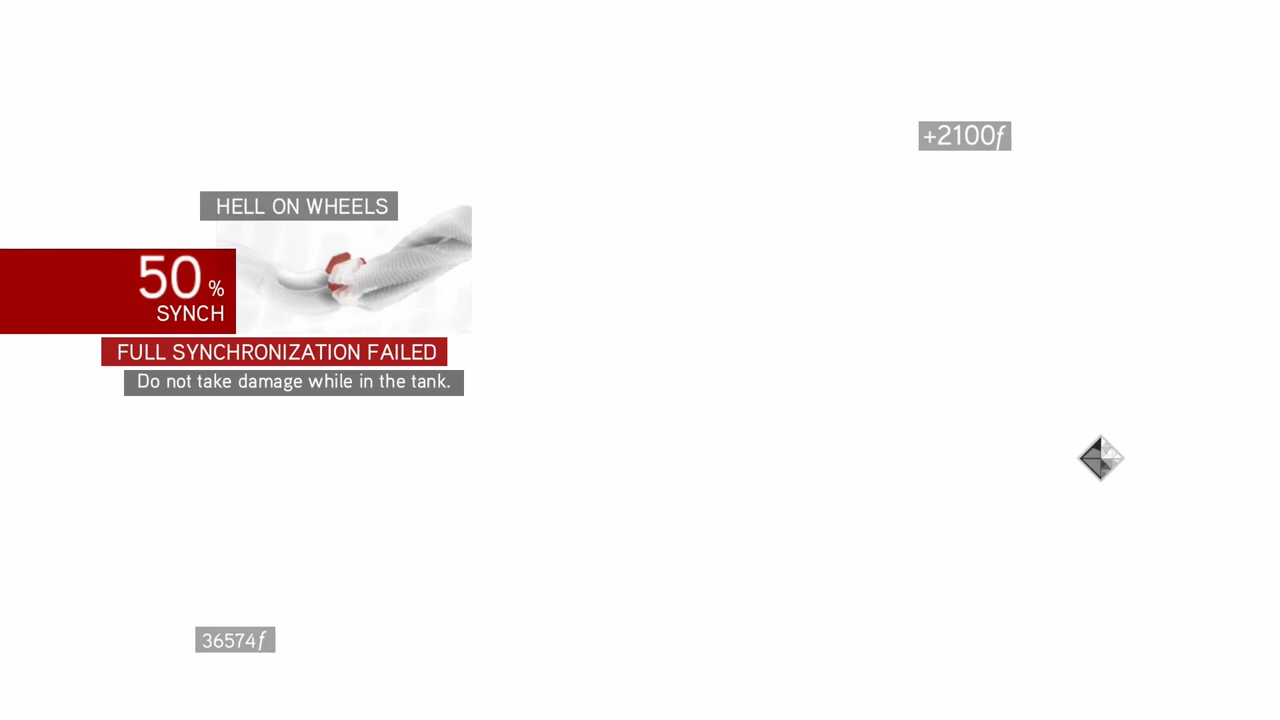 +2100ƒ
HELL ON WHEELS
50 %
SYNCH
FULL SYNCHRONIZATION FAILED
Do not take damage while in the tank.
36574ƒ